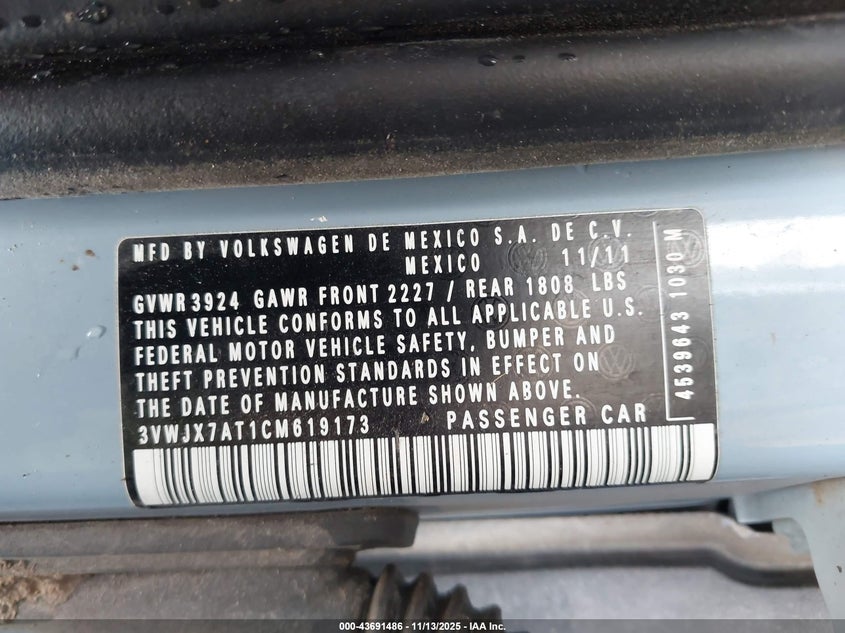 MFD BY VOLKSWAGEN DE MEXICO S.A. DE C.V.
MEXICO 11/11
GVWR 3924 GAWR FRONT 2227 / REAR 1808 LBS
THIS VEHICLE CONFORMS TO ALL APPLICABLE U.S.
FEDERAL MOTOR VEHICLE SAFETY, BUMPER AND
THEFT PREVENTION STANDARDS IN EFFECT ON
THE DATE OF MANUFACTURE SHOWN ABOVE.
3VWJX7AT1CM619173 PASSENGER CAR
4539643 1030 M
000-43691486 - 11/13/2025 - IAA Inc.